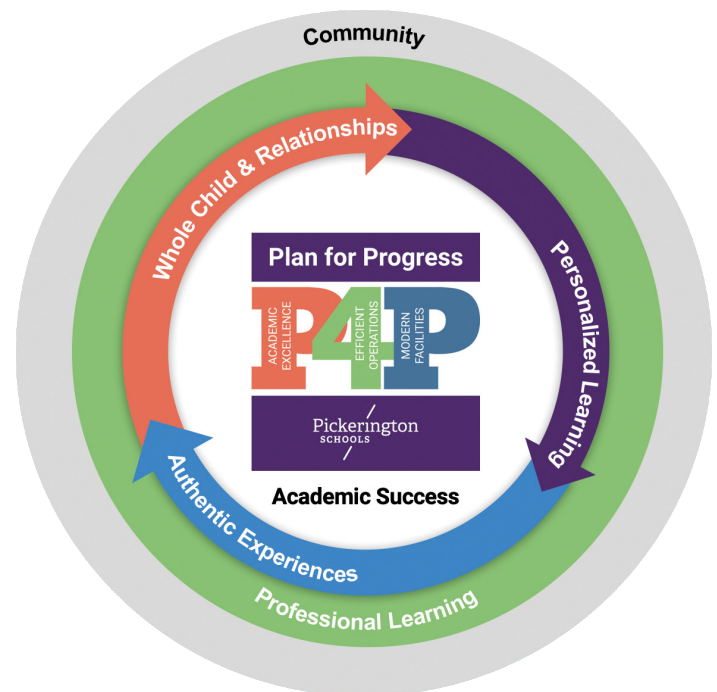 Community
Whole Child & Relationships
Personalized Learning
Plan for Progress
P4P
ACADEMIC
EXCELLENCE
EFFICIENT
OPERATIONS
MODERN
FACILITIES
Pickerington
SCHOOLS
Academic Success
Authentic Experiences
Professional Learning